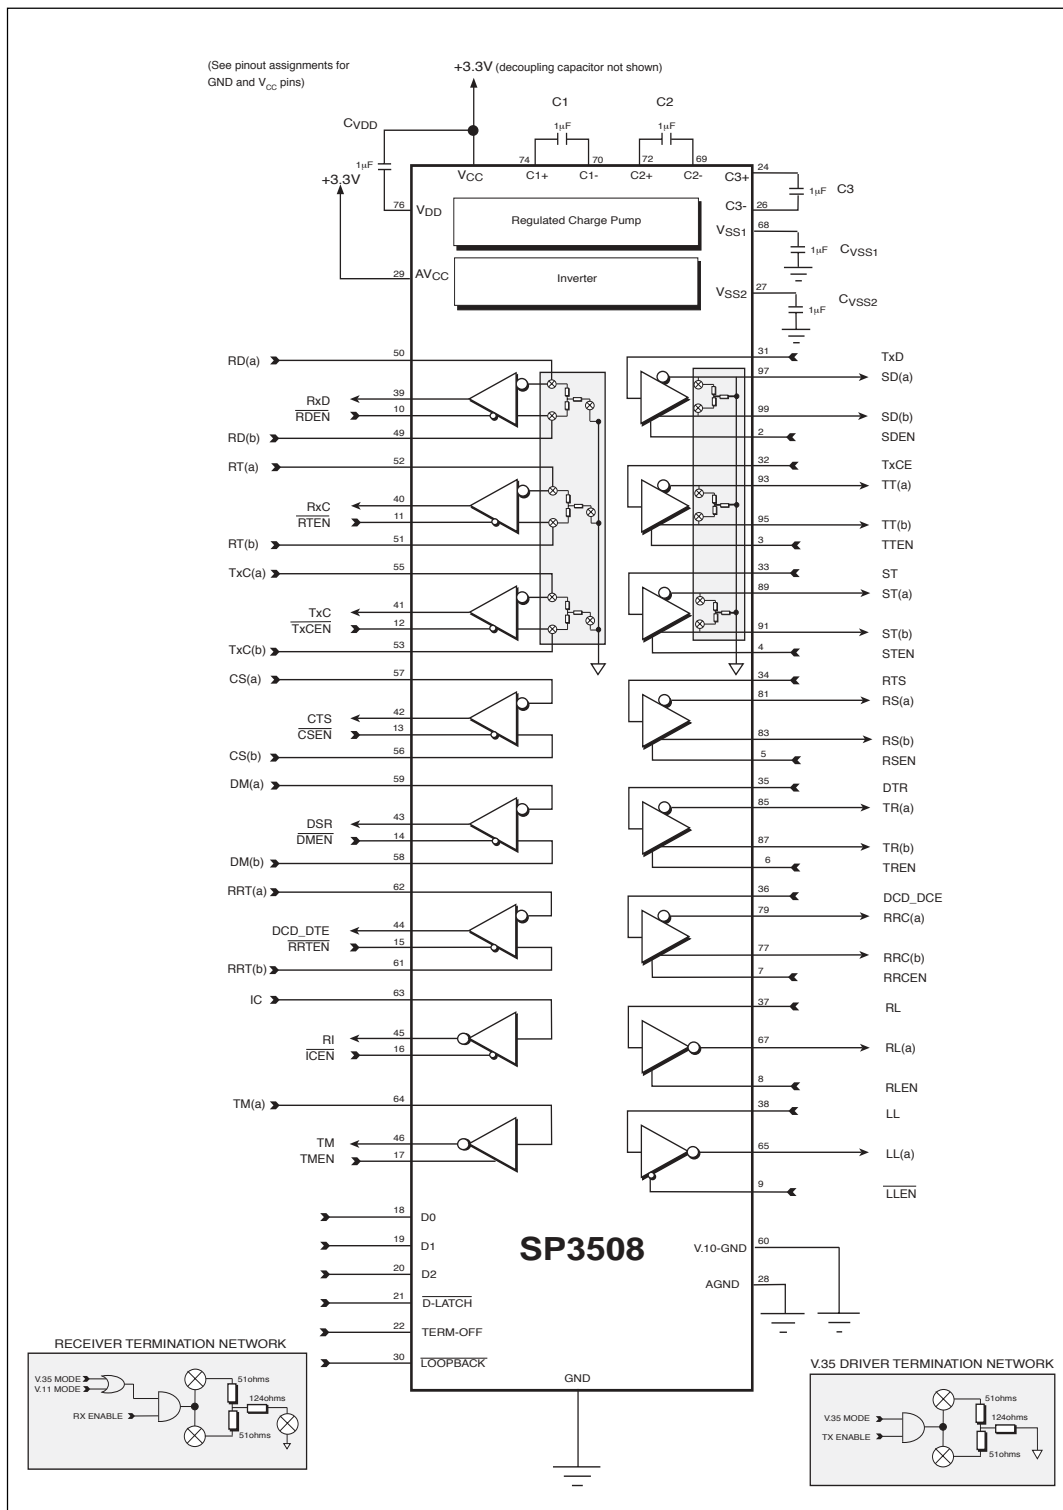 (See pinout assignments for
GND and VCC pins)
+3.3V (decoupling capacitor not shown)
CVDD
1µF
+3.3V
C1
1µF
C2
1µF
74
70
72
69
VCC
C1+
C1-
C2+
C2-
76
VDD
29
AVCC
Regulated Charge Pump
Inverter
24
C3+
1µF
C3
C3-
26
VSS1
68
1µF
CVSS1
VSS2
27
1µF
CVSS2
RD(a)
50
RxD
39
RDEN
10
RD(b)
49
RT(a)
52
RxC
40
RTEN
11
RT(b)
51
TxC(a)
55
TxC
41
TxCEN
12
TxC(b)
53
CS(a)
57
CTS
42
CSEN
13
CS(b)
56
DM(a)
59
DSR
43
DMEN
14
DM(b)
58
RRT(a)
62
DCD_DTE
44
RRTEN
15
RRT(b)
61
IC
63
RI
45
ICEN
16
TM(a)
64
TM
46
TMEN
17
31
TxD
97
SD(a)
99
SD(b)
2
SDEN
32
TxCE
93
TT(a)
95
TT(b)
3
TTEN
33
ST
89
ST(a)
91
ST(b)
4
STEN
34
RTS
81
RS(a)
83
RS(b)
5
RSEN
35
DTR
85
TR(a)
87
TR(b)
6
TREN
36
DCD_DCE
79
RRC(a)
77
RRC(b)
7
RRCEN
37
RL
67
RL(a)
8
RLEN
38
LL
65
LL(a)
9
LLEN
18
D0
19
D1
20
D2
21
D-LATCH
22
TERM-OFF
30
LOOPBACK
SP3508
V.10-GND
60
AGND
28
GND
RECEIVER TERMINATION NETWORK
V.35 MODE
V.11 MODE
RX ENABLE
51ohms
124ohms
51ohms
V.35 DRIVER TERMINATION NETWORK
V.35 MODE
TX ENABLE
51ohms
124ohms
51ohms